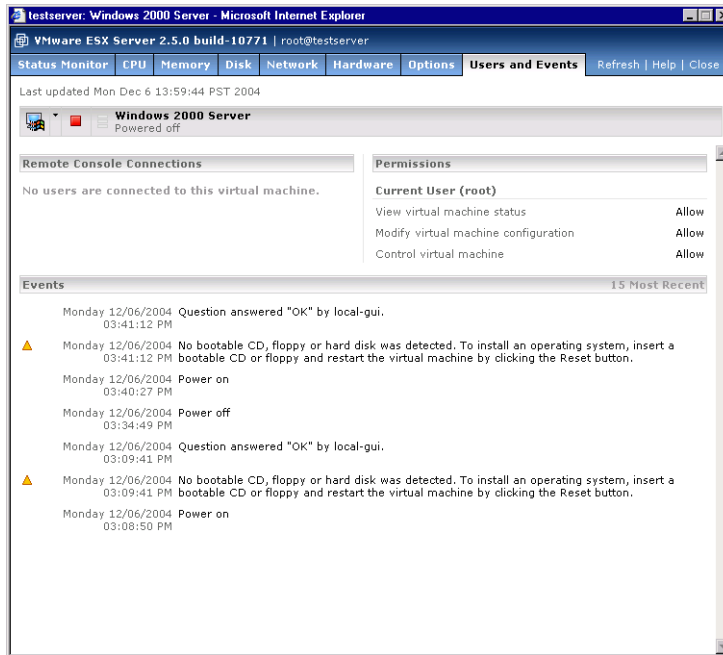 testserver: Windows 2000 Server - Microsoft Internet Explorer
VMware ESX Server 2.5.0 build-10771 | root@testserver
Status Monitor CPU Memory Disk Network Hardware Options Users and Events Refresh | Help | Close
Last updated Mon Dec 6 13:59:44 PST 2004
Windows 2000 Server
Powered off
Remote Console Connections
No users are connected to this virtual machine.
Permissions
Current User (root)
View virtual machine status Allow
Modify virtual machine configuration Allow
Control virtual machine Allow
Events 15 Most Recent
Monday 12/06/2004 Question answered "OK" by local-gui.
03:41:12 PM
Monday 12/06/2004 No bootable CD, floppy or hard disk was detected. To install an operating system, insert a
03:41:12 PM bootable CD or floppy and restart the virtual machine by clicking the Reset button.
Monday 12/06/2004 Power on
03:40:27 PM
Monday 12/06/2004 Power off
03:34:49 PM
Monday 12/06/2004 Question answered "OK" by local-gui.
03:09:41 PM
Monday 12/06/2004 No bootable CD, floppy or hard disk was detected. To install an operating system, insert a
03:09:41 PM bootable CD or floppy and restart the virtual machine by clicking the Reset button.
Monday 12/06/2004 Power on
03:08:50 PM